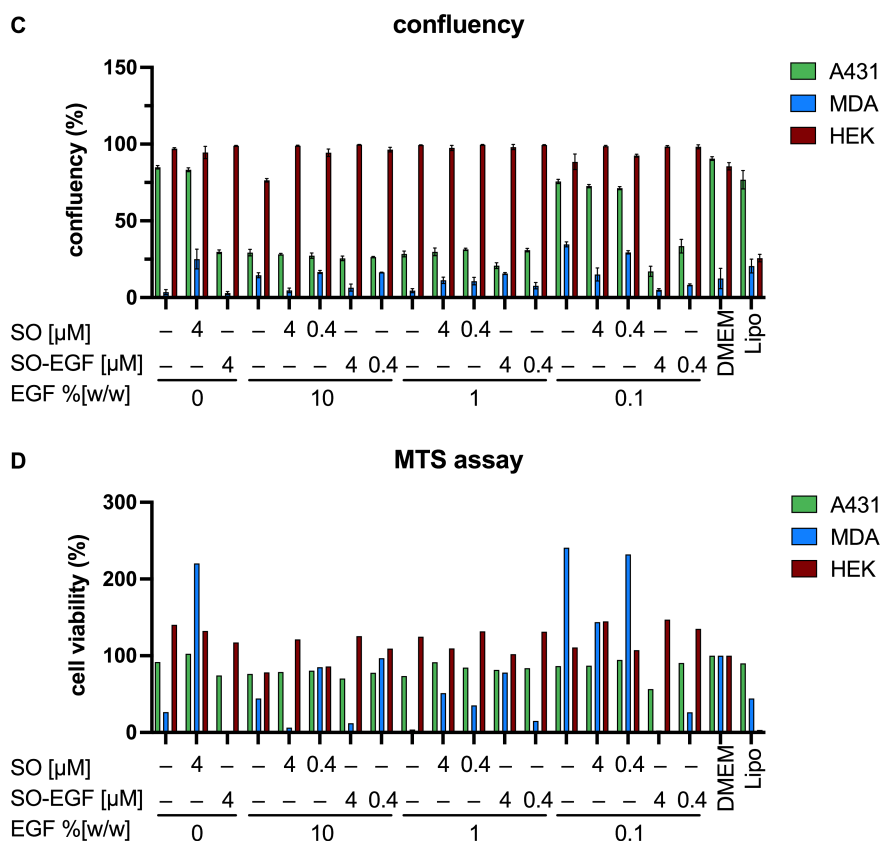 C
confluency
confluency (%)
150
100
50
0
A431
MDA
HEK
SO [µM] – 4 – – 4 0.4 – – – 4 0.4 – – – 4 0.4 – –
SO-EGF [µM] – – 4 – – – 4 0.4 – – – 4 0.4 – – – 4 0.4
EGF %[w/w] 0 10 1 0.1
DMEM
Lipo
D
MTS assay
cell viability (%)
300
200
100
0
A431
MDA
HEK
SO [µM] – 4 – – 4 0.4 – – – 4 0.4 – – – 4 0.4 – –
SO-EGF [µM] – – 4 – – – 4 0.4 – – – 4 0.4 – – – 4 0.4
EGF %[w/w] 0 10 1 0.1
DMEM
Lipo